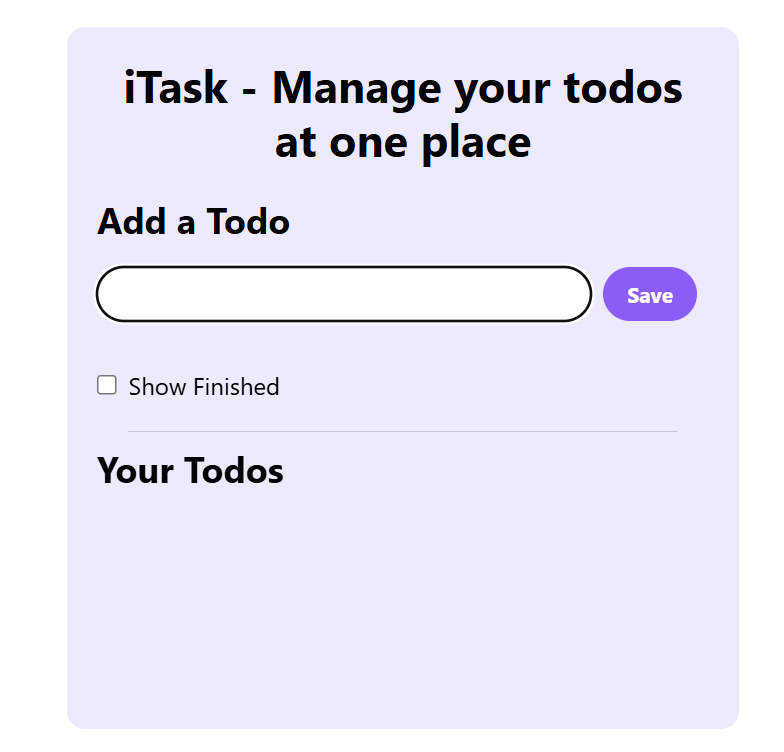 iTask - Manage your todos
at one place
Add a Todo
Save
Show Finished
Your Todos